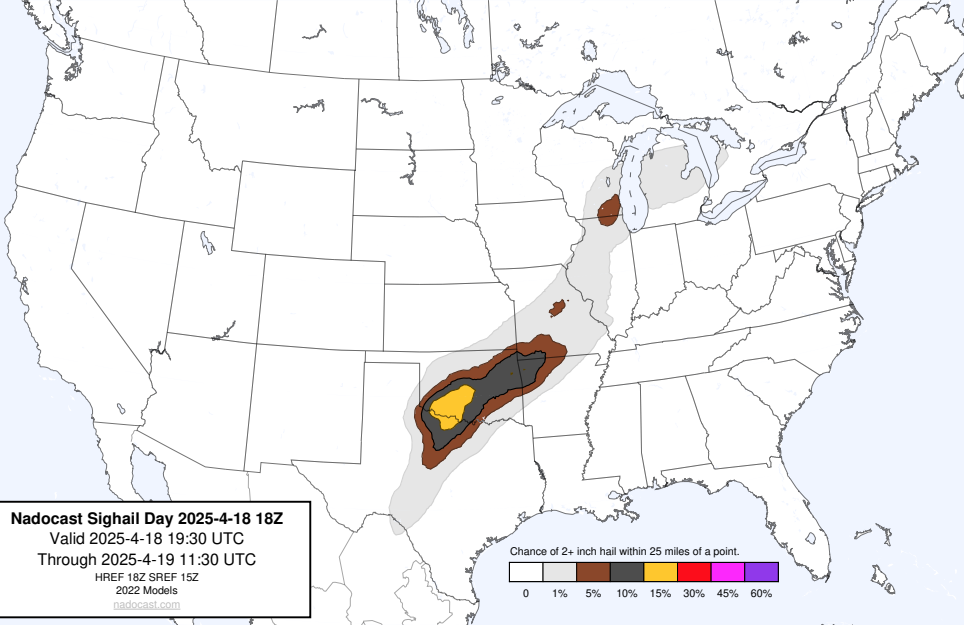 Nadocast Sighail Day 2025-4-18 18Z
Valid 2025-4-18 19:30 UTC
Through 2025-4-19 11:30 UTC
HREF 18Z SREF 15Z
2022 Models
nadocast.com
Chance of 2+ inch hail within 25 miles of a point.
0 1% 5% 10% 15% 30% 45% 60%